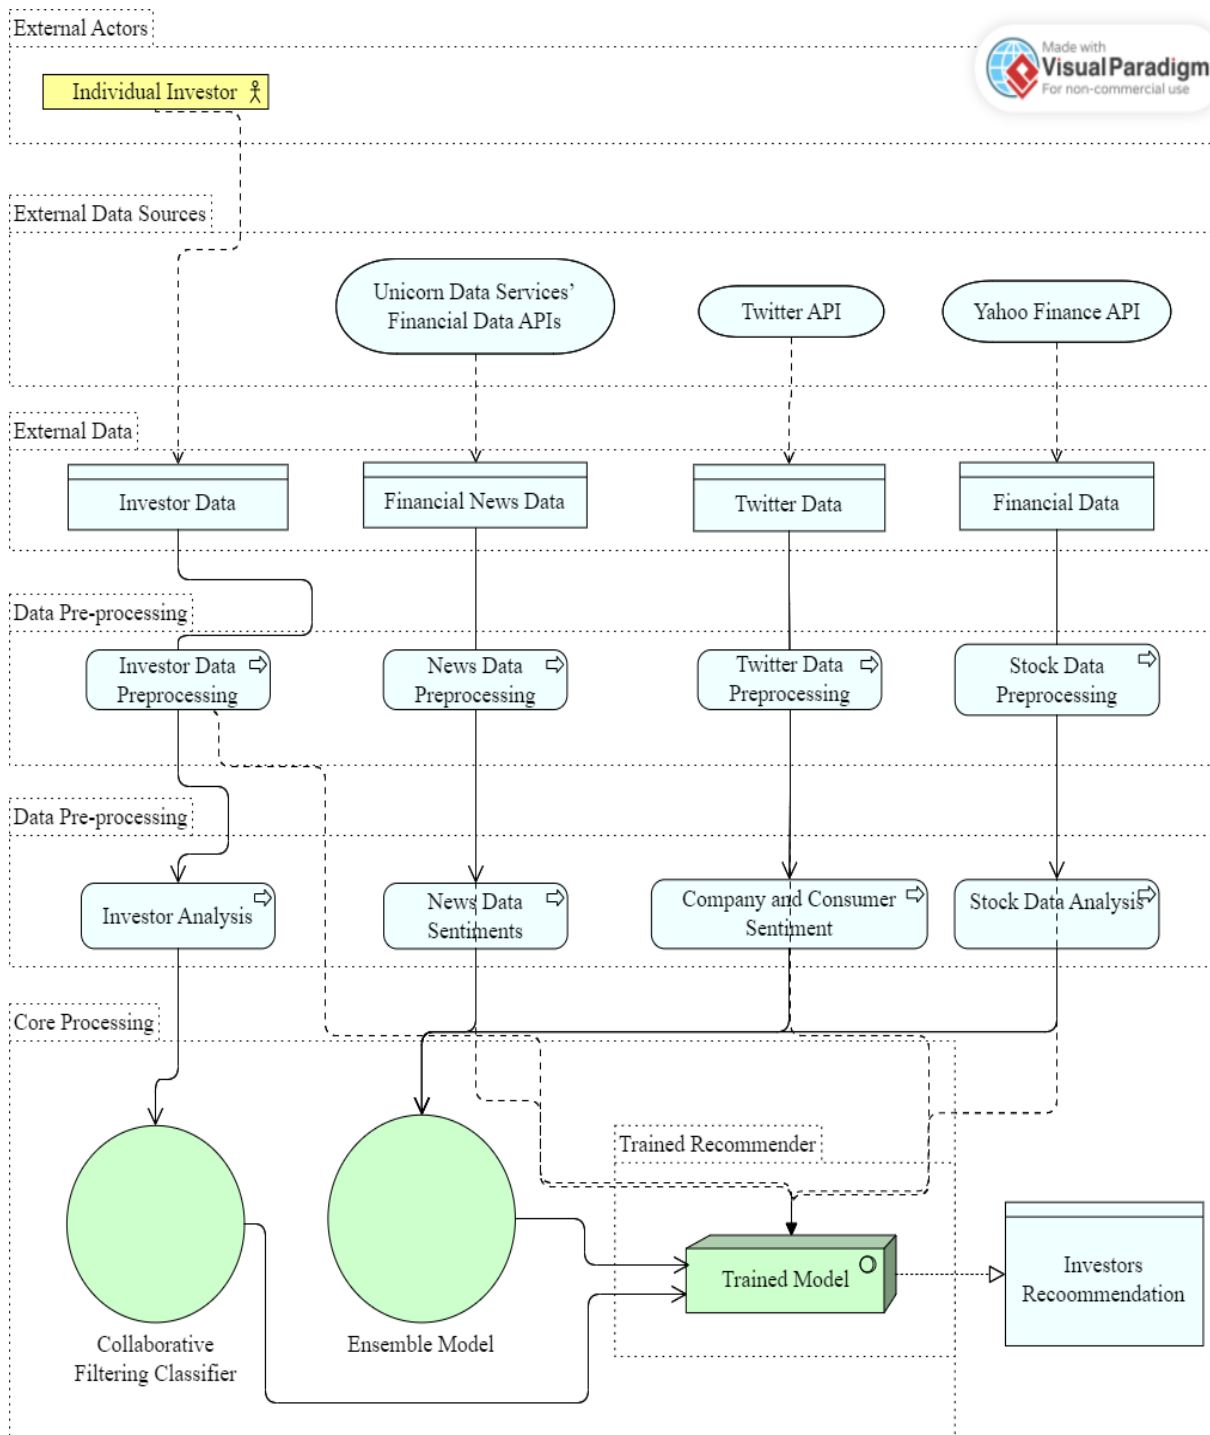 External Actors
Made with
VisualParadigm
For non-commercial use
Individual Investor
External Data Sources
Unicorn Data Services’
Financial Data APIs
Twitter API
Yahoo Finance API
External Data
Investor Data
Financial News Data
Twitter Data
Financial Data
Data Pre-processing
Investor Data
Preprocessing
News Data
Preprocessing
Twitter Data
Preprocessing
Stock Data
Preprocessing
Data Pre-processing
Investor Analysis
News Data
Sentiments
Company and Consumer
Sentiment
Stock Data Analysis
Core Processing
Trained Recommender
Trained Model
Investors
Recoommendation
Collaborative
Filtering Classifier
Ensemble Model